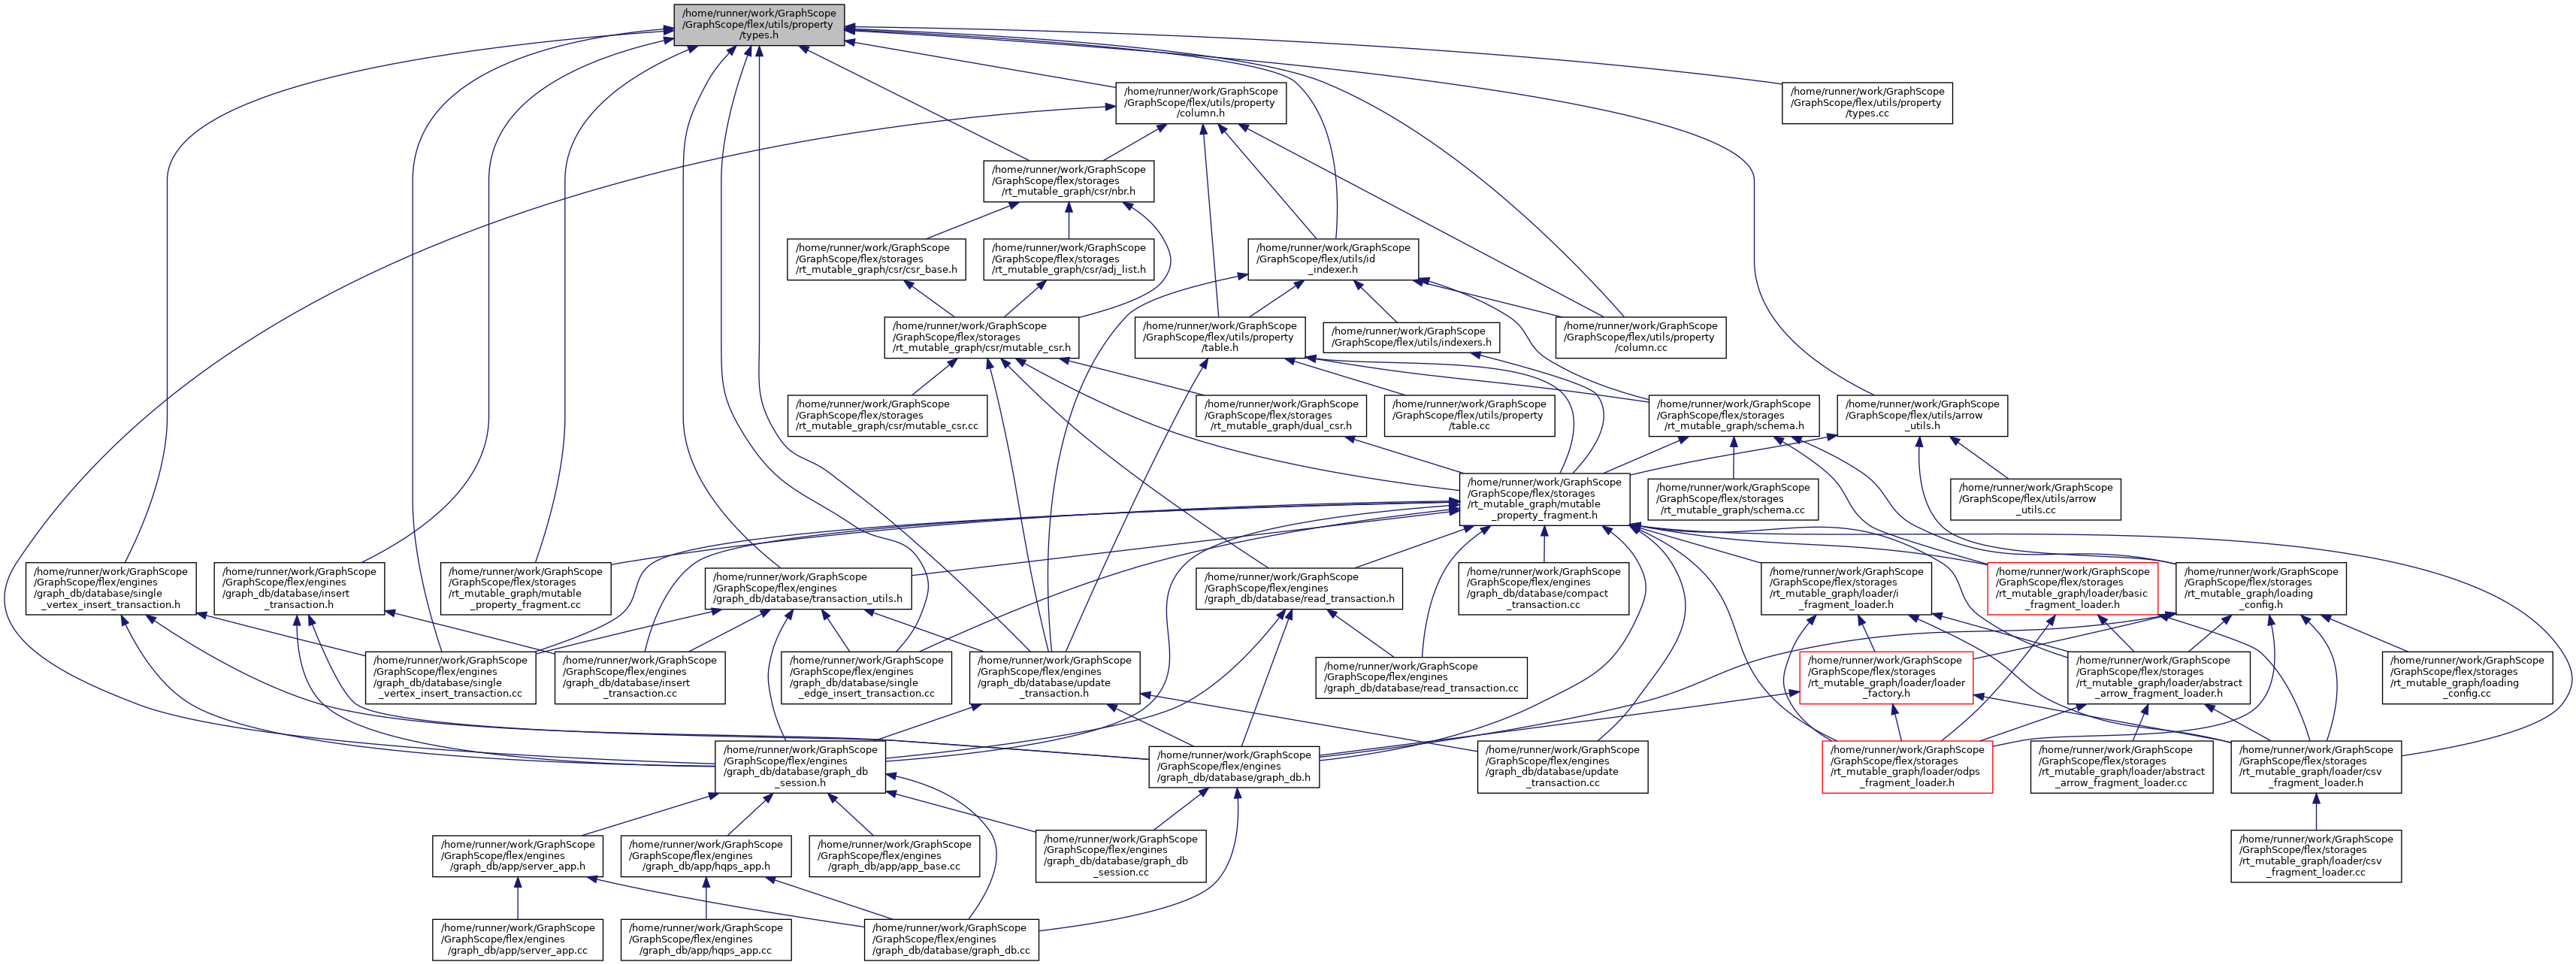 /home/runner/work/GraphScope
/GraphScope/flex/utils/property
/types.h
/home/runner/work/GraphScope
/GraphScope/flex/utils/property
/column.h
/home/runner/work/GraphScope
/GraphScope/flex/utils/property
/types.cc
/home/runner/work/GraphScope
/GraphScope/flex/storages
/rt_mutable_graph/csr/nbr.h
/home/runner/work/GraphScope
/GraphScope/flex/storages
/rt_mutable_graph/csr/csr_base.h
/home/runner/work/GraphScope
/GraphScope/flex/storages
/rt_mutable_graph/csr/adj_list.h
/home/runner/work/GraphScope
/GraphScope/flex/utils/id
_indexer.h
/home/runner/work/GraphScope
/GraphScope/flex/storages
/rt_mutable_graph/csr/mutable_csr.h
/home/runner/work/GraphScope
/GraphScope/flex/utils/property
/table.h
/home/runner/work/GraphScope
/GraphScope/flex/utils/indexers.h
/home/runner/work/GraphScope
/GraphScope/flex/utils/property
/column.cc
/home/runner/work/GraphScope
/GraphScope/flex/storages
/rt_mutable_graph/csr/mutable_csr.cc
/home/runner/work/GraphScope
/GraphScope/flex/storages
/rt_mutable_graph/dual_csr.h
/home/runner/work/GraphScope
/GraphScope/flex/utils/property
/table.cc
/home/runner/work/GraphScope
/GraphScope/flex/storages
/rt_mutable_graph/schema.h
/home/runner/work/GraphScope
/GraphScope/flex/utils/arrow
_utils.h
/home/runner/work/GraphScope
/GraphScope/flex/storages
/rt_mutable_graph/mutable
_property_fragment.h
/home/runner/work/GraphScope
/GraphScope/flex/storages
/rt_mutable_graph/schema.cc
/home/runner/work/GraphScope
/GraphScope/flex/utils/arrow
_utils.cc
/home/runner/work/GraphScope
/GraphScope/flex/engines
/graph_db/database/single
_vertex_insert_transaction.h
/home/runner/work/GraphScope
/GraphScope/flex/engines
/graph_db/database/insert
_transaction.h
/home/runner/work/GraphScope
/GraphScope/flex/storages
/rt_mutable_graph/mutable
_property_fragment.cc
/home/runner/work/GraphScope
/GraphScope/flex/engines
/graph_db/database/transaction_utils.h
/home/runner/work/GraphScope
/GraphScope/flex/engines
/graph_db/database/read_transaction.h
/home/runner/work/GraphScope
/GraphScope/flex/engines
/graph_db/database/compact
_transaction.cc
/home/runner/work/GraphScope
/GraphScope/flex/storages
/rt_mutable_graph/loader/i
_fragment_loader.h
/home/runner/work/GraphScope
/GraphScope/flex/storages
/rt_mutable_graph/loader/basic
_fragment_loader.h
/home/runner/work/GraphScope
/GraphScope/flex/storages
/rt_mutable_graph/loading
_config.h
/home/runner/work/GraphScope
/GraphScope/flex/engines
/graph_db/database/single
_vertex_insert_transaction.cc
/home/runner/work/GraphScope
/GraphScope/flex/engines
/graph_db/database/insert
_transaction.cc
/home/runner/work/GraphScope
/GraphScope/flex/engines
/graph_db/database/single
_edge_insert_transaction.cc
/home/runner/work/GraphScope
/GraphScope/flex/engines
/graph_db/database/update
_transaction.h
/home/runner/work/GraphScope
/GraphScope/flex/engines
/graph_db/database/read_transaction.cc
/home/runner/work/GraphScope
/GraphScope/flex/storages
/rt_mutable_graph/loader/loader
_factory.h
/home/runner/work/GraphScope
/GraphScope/flex/storages
/rt_mutable_graph/loader/abstract
_arrow_fragment_loader.h
/home/runner/work/GraphScope
/GraphScope/flex/storages
/rt_mutable_graph/loading
_config.cc
/home/runner/work/GraphScope
/GraphScope/flex/engines
/graph_db/database/graph_db
_session.h
/home/runner/work/GraphScope
/GraphScope/flex/engines
/graph_db/database/graph_db.h
/home/runner/work/GraphScope
/GraphScope/flex/engines
/graph_db/database/update
_transaction.cc
/home/runner/work/GraphScope
/GraphScope/flex/storages
/rt_mutable_graph/loader/odps
_fragment_loader.h
/home/runner/work/GraphScope
/GraphScope/flex/storages
/rt_mutable_graph/loader/abstract
_arrow_fragment_loader.cc
/home/runner/work/GraphScope
/GraphScope/flex/storages
/rt_mutable_graph/loader/csv
_fragment_loader.h
/home/runner/work/GraphScope
/GraphScope/flex/engines
/graph_db/app/server_app.h
/home/runner/work/GraphScope
/GraphScope/flex/engines
/graph_db/app/hqps_app.h
/home/runner/work/GraphScope
/GraphScope/flex/engines
/graph_db/app/app_base.cc
/home/runner/work/GraphScope
/GraphScope/flex/engines
/graph_db/database/graph_db
_session.cc
/home/runner/work/GraphScope
/GraphScope/flex/storages
/rt_mutable_graph/loader/csv
_fragment_loader.cc
/home/runner/work/GraphScope
/GraphScope/flex/engines
/graph_db/app/server_app.cc
/home/runner/work/GraphScope
/GraphScope/flex/engines
/graph_db/app/hqps_app.cc
/home/runner/work/GraphScope
/GraphScope/flex/engines
/graph_db/database/graph_db.cc